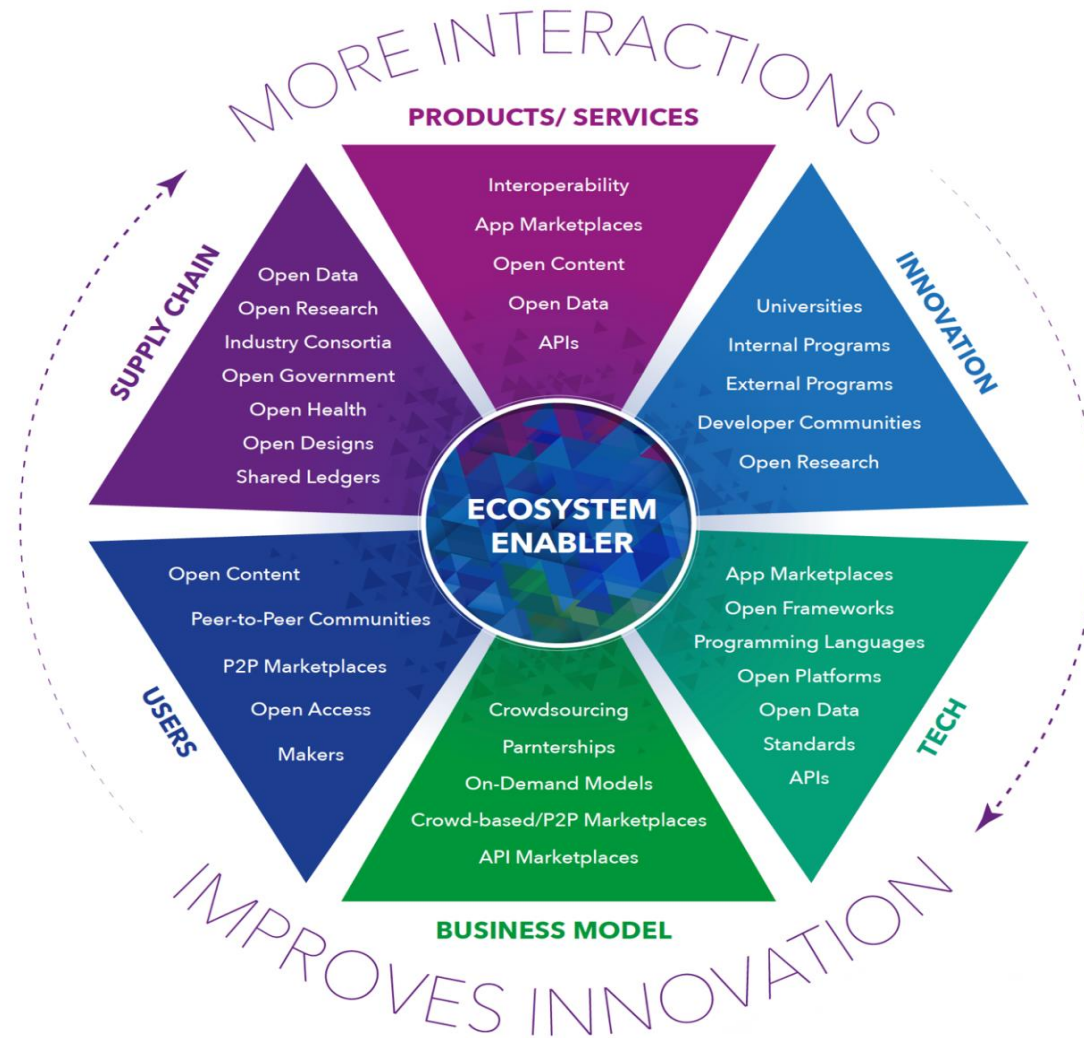 MORE INTERACTIONS
PRODUCTS/ SERVICES
Interoperability
App Marketplaces
Open Content
Open Data
APIs
INNOVATION
Universities
Internal Programs
External Programs
Developer Communities
Open Research
TECH
App Marketplaces
Open Frameworks
Programming Languages
Open Platforms
Open Data
Standards
APIs
BUSINESS MODEL
Crowdsourcing
Parnterships
On-Demand Models
Crowd-based/P2P Marketplaces
API Marketplaces
USERS
Open Content
Peer-to-Peer Communities
P2P Marketplaces
Open Access
Makers
SUPPLY CHAIN
Open Data
Open Research
Industry Consortia
Open Government
Open Health
Open Designs
Shared Ledgers
ECOSYSTEM
ENABLER
IMPROVES INNOVATION